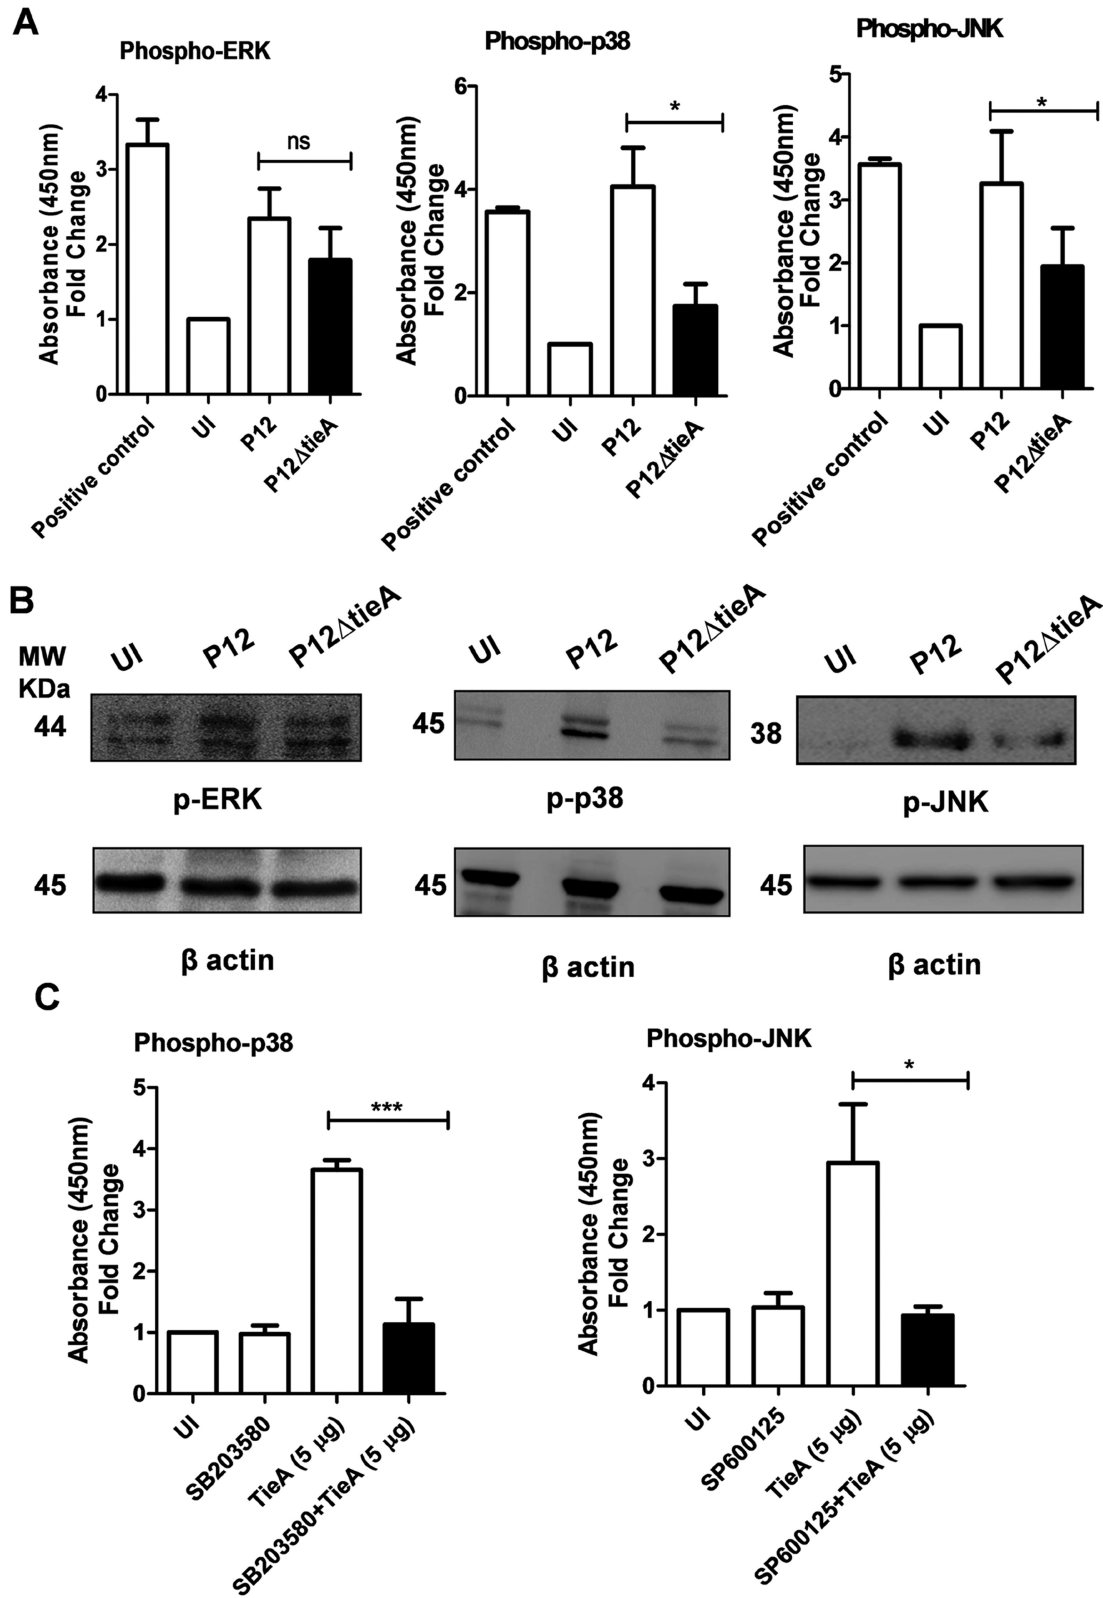 A
Phospho-ERK
Absorbance (450nm)
Fold Change
4
3
2
1
0
ns
Positive control
UI
P12
P12ΔtieA
Phospho-p38
Absorbance (450nm)
Fold Change
6
4
2
0
*
Positive control
UI
P12
P12ΔtieA
Phospho-JNK
Absorbance (450nm)
Fold Change
5
4
3
2
1
0
*
Positive control
UI
P12
P12ΔtieA
B
MW
KDa
UI P12 P12ΔtieA
44
p-ERK
45
β actin
UI P12 P12ΔtieA
45
p-p38
45
β actin
UI P12 P12ΔtieA
38
p-JNK
45
β actin
C
Phospho-p38
Absorbance (450nm)
Fold Change
5
4
3
2
1
0
***
UI
SB203580
TieA (5 μg)
SB203580+TieA (5 μg)
Phospho-JNK
Absorbance (450nm)
Fold Change
4
3
2
1
0
*
UI
SP600125
TieA (5 μg)
SP600125+TieA (5 μg)